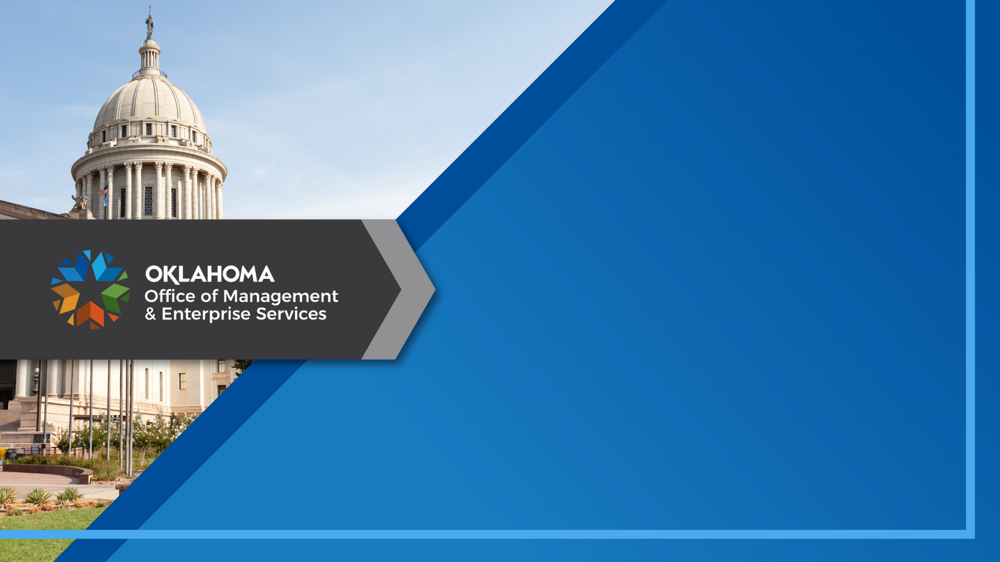 OKLAHOMA
Office of Management
& Enterprise Services